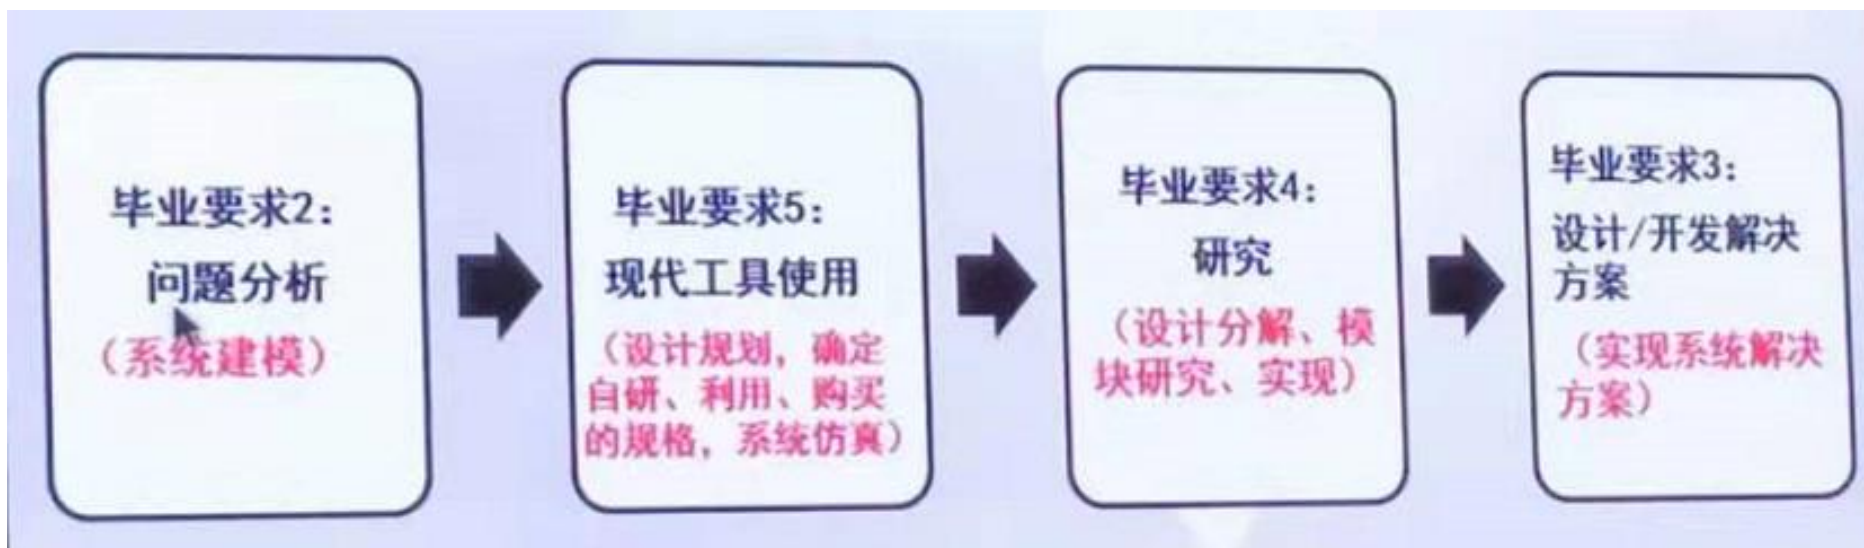 毕业要求2：
问题分析
（系统建模）
毕业要求5：
现代工具使用
（设计规划，确定
自研、利用、购买
的规格，系统仿真）
毕业要求4：
研究
（设计分解、模
块研究、实现）
毕业要求3：
设计/开发解决
方案
（实现系统解决
方案）